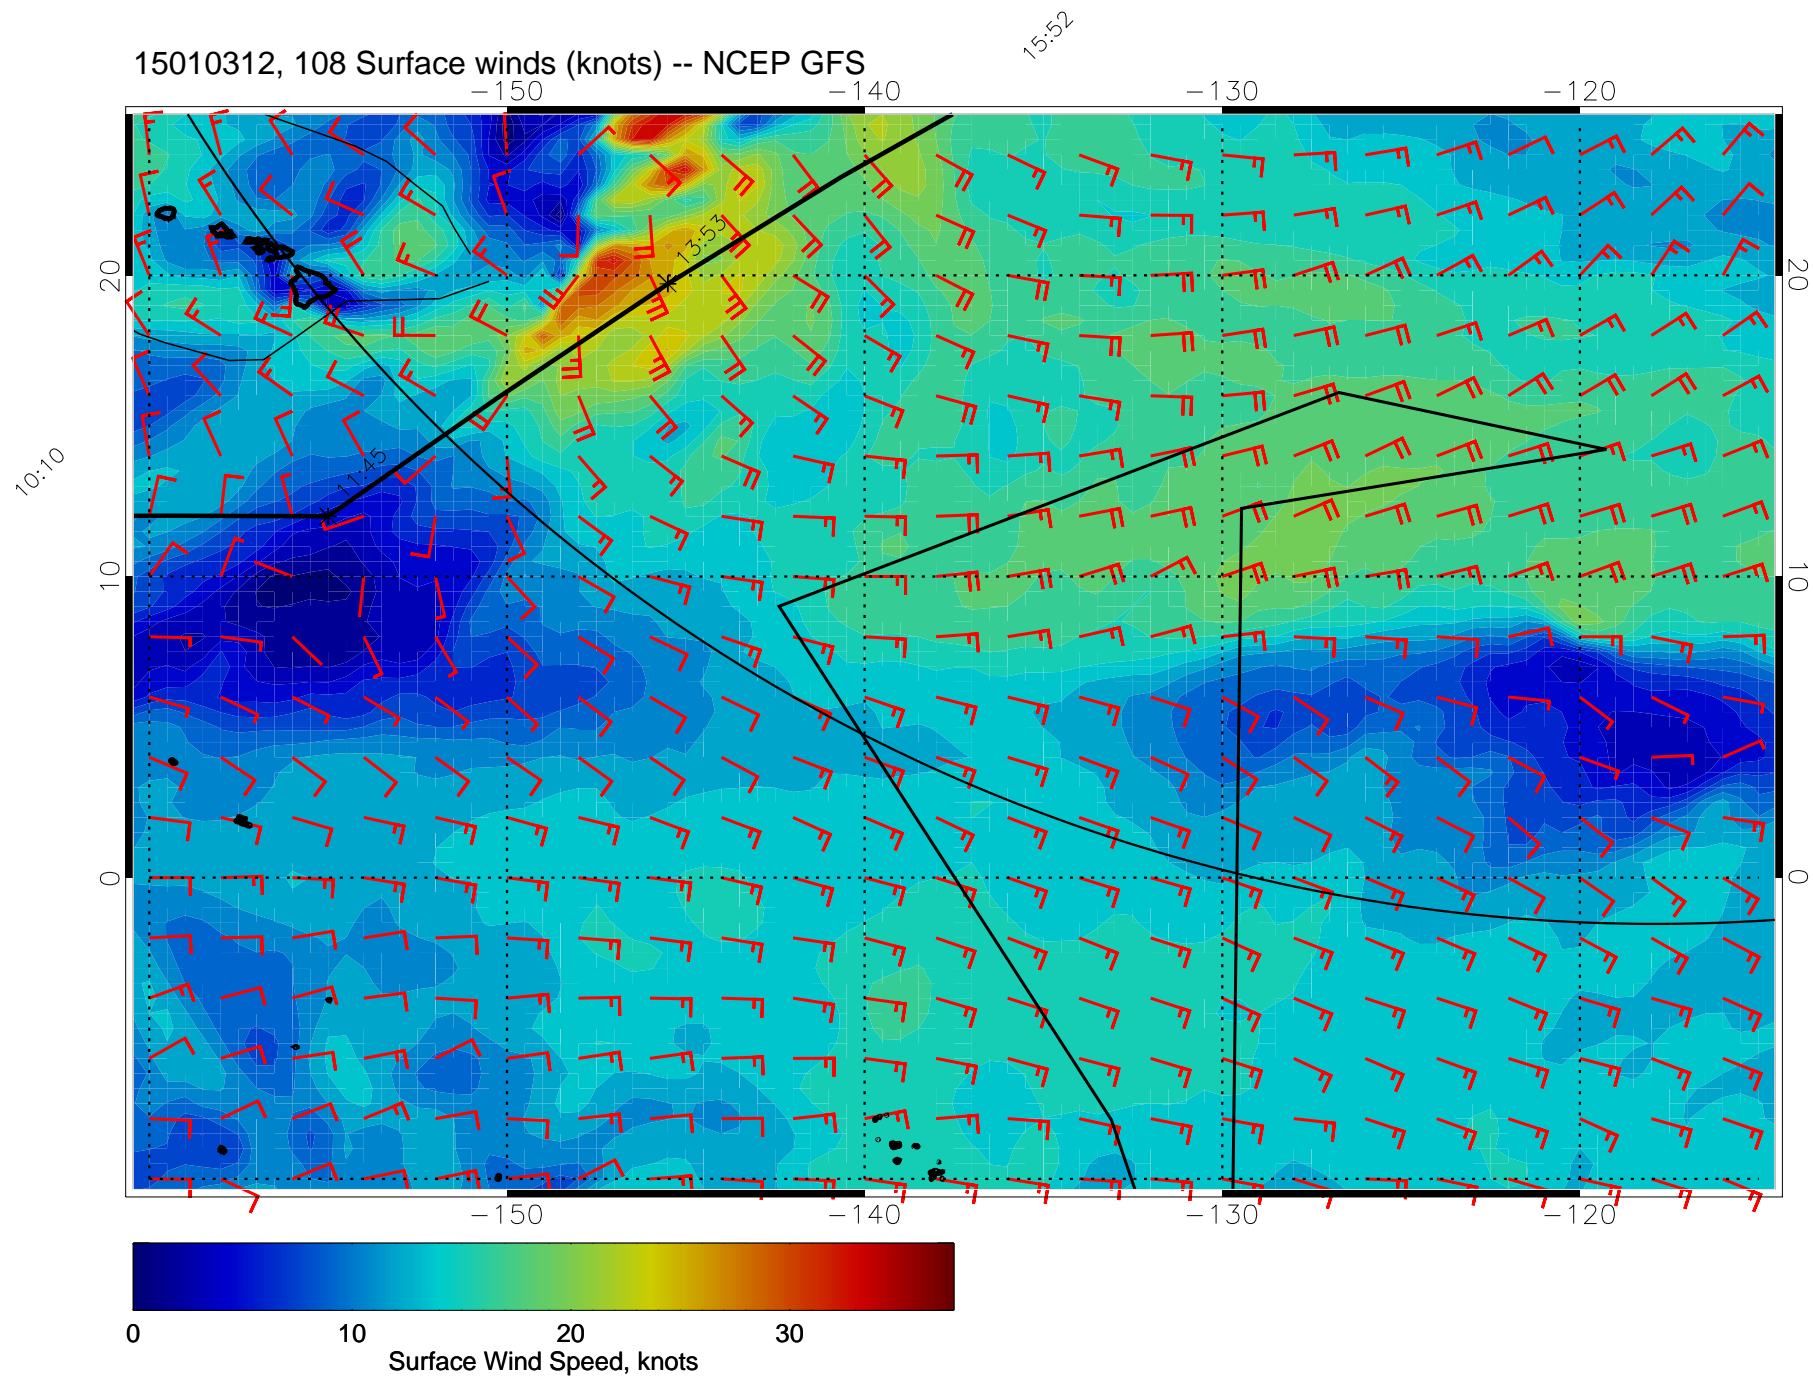 15:52
15010312, 108 Surface winds (knots) -- NCEP GFS
-150 -140 -130 -120
20 20
13:53
10:10
11:45
10 10
0 0
-150 -140 -130 -120
0 10 20 30
Surface Wind Speed, knots